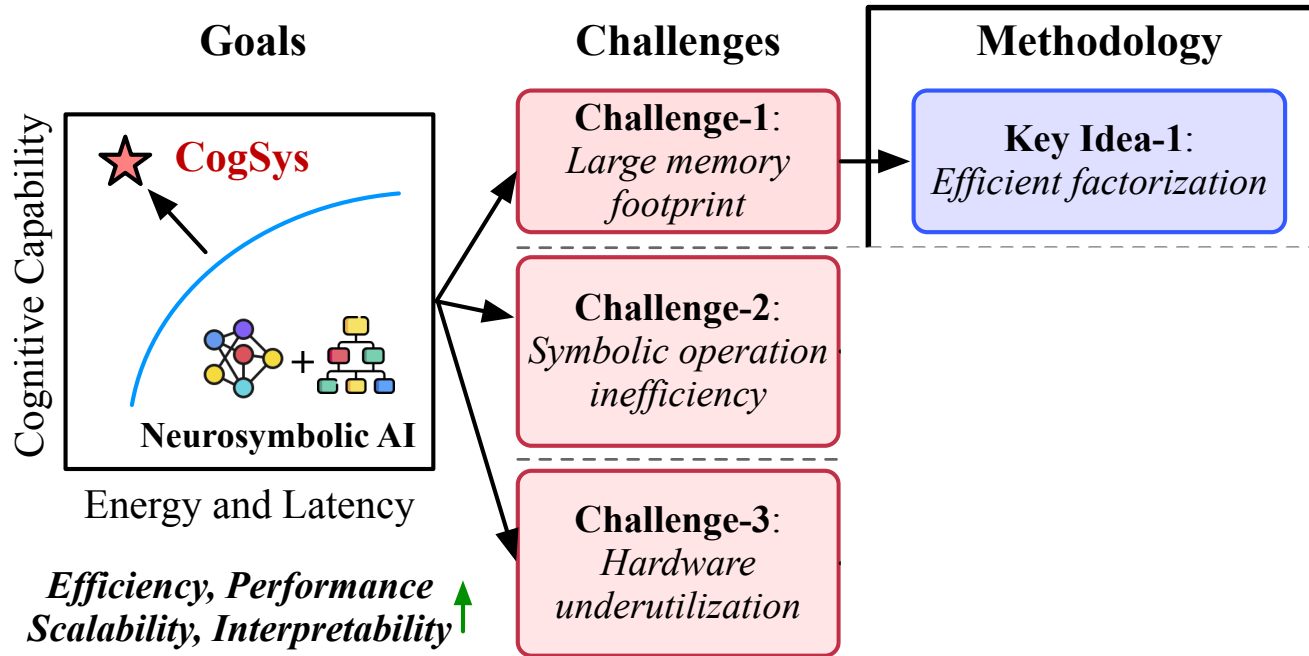 Goals
Challenges
Methodology
Cognitive Capability
CogSys
+
Neurosymbolic AI
Energy and Latency
Efficiency, Performance
Scalability, Interpretability
Challenge-1:
Large memory
footprint
Challenge-2:
Symbolic operation
inefficiency
Challenge-3:
Hardware
underutilization
Key Idea-1:
Efficient factorization